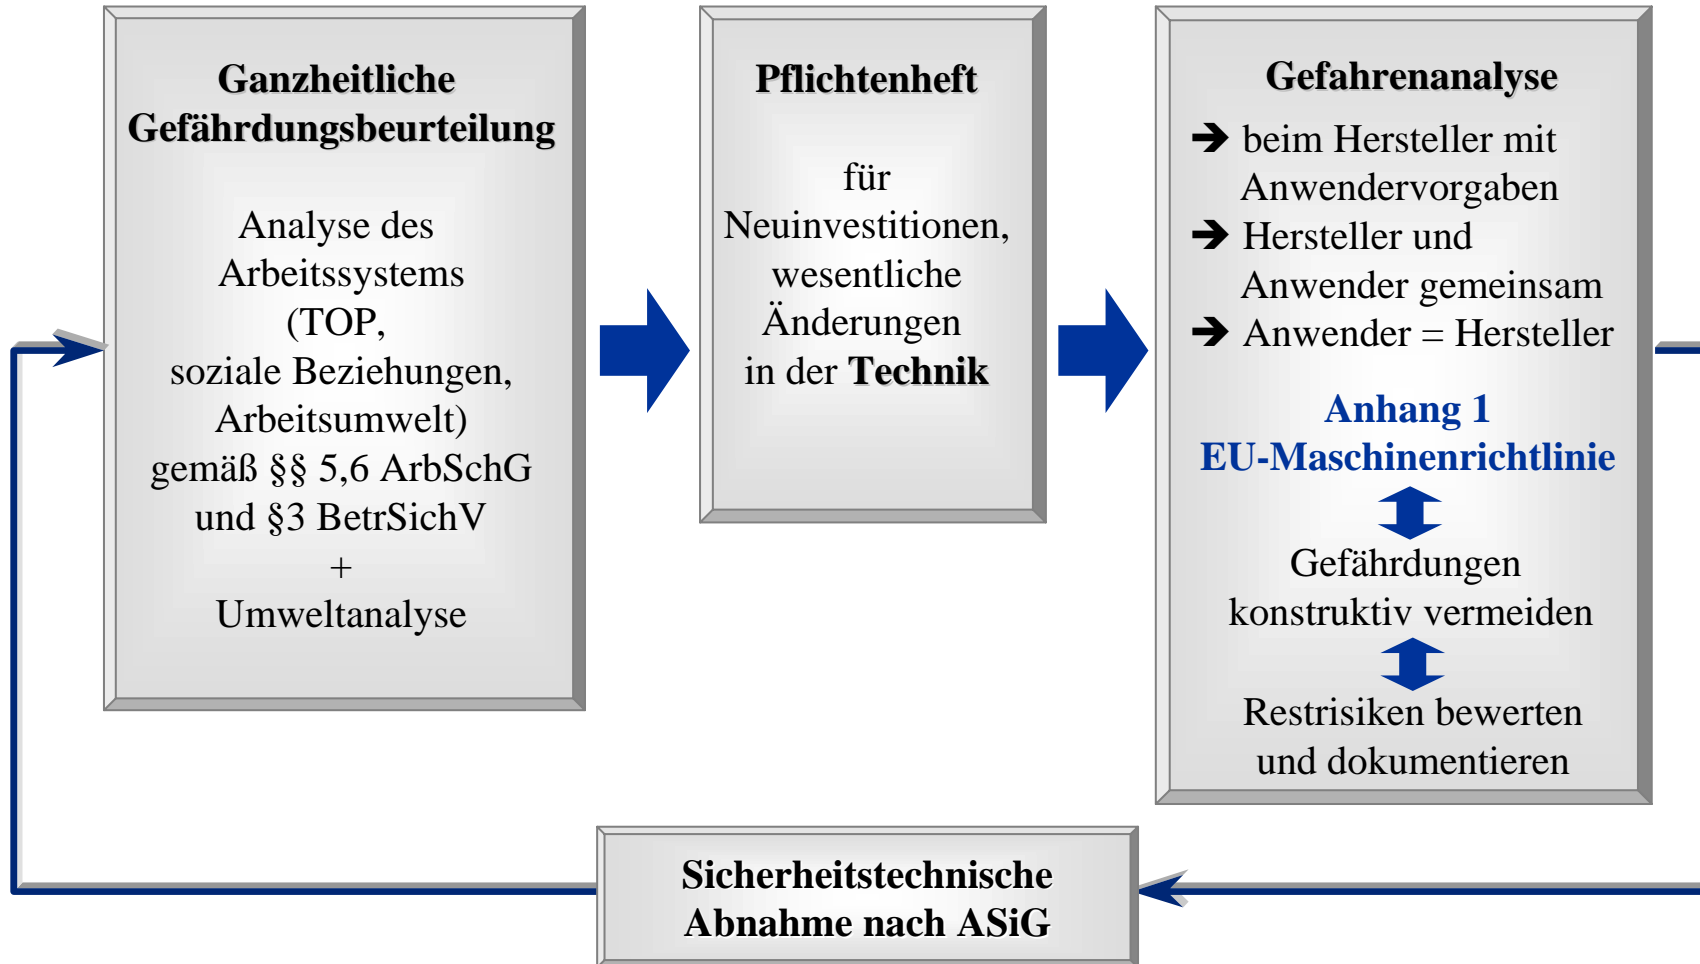 Ganzheitliche
Gefährdungsbeurteilung
Analyse des
Arbeitssystems
(TOP,
soziale Beziehungen,
Arbeitsumwelt)
gemäß §§ 5,6 ArbSchG
und §3 BetrSichV
+
Umweltanalyse
Pflichtenheft
für
Neuinvestitionen,
wesentliche
Änderungen
in der Technik
Gefahrenanalyse
➔ beim Hersteller mit
Anwendervorgaben
➔ Hersteller und
Anwender gemeinsam
➔ Anwender = Hersteller
Anhang 1
EU-Maschinenrichtlinie
Gefährdungen
konstruktiv vermeiden
Restrisiken bewerten
und dokumentieren
Sicherheitstechnische
Abnahme nach ASiG